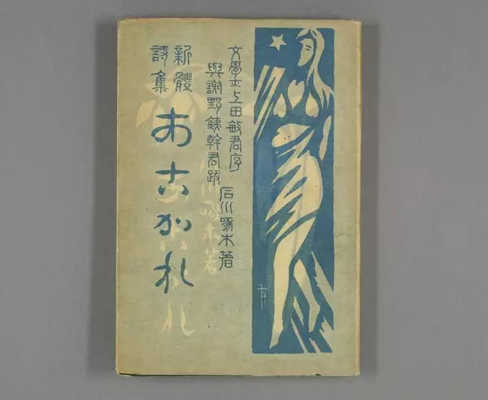 文學士上田敏君序
與謝野鉄幹君跋
石川啄木著
新體
詩集
あこがれ